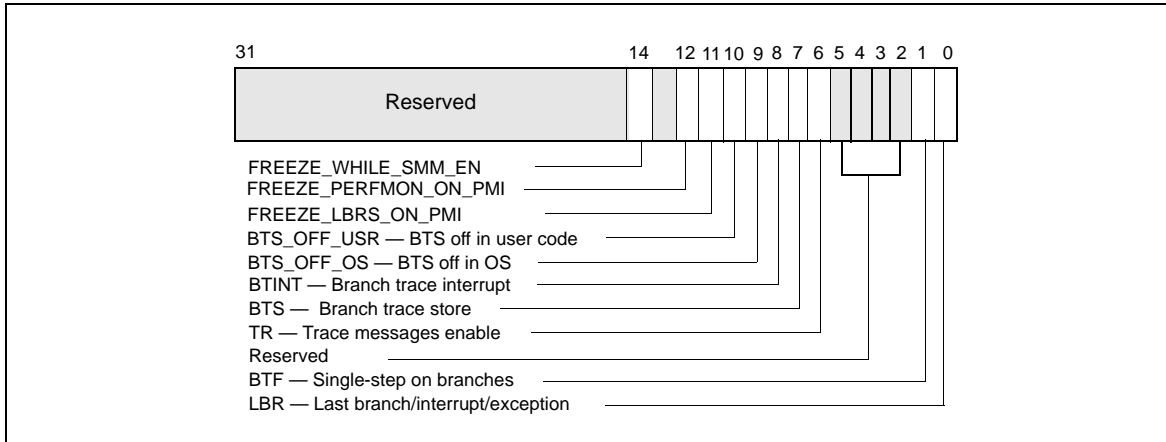 31 14 12 11 10 9 8 7 6 5 4 3 2 1 0
Reserved
FREEZE_WHILE_SMM_EN
FREEZE_PERFMON_ON_PMI
FREEZE_LBRS_ON_PMI
BTS_OFF_USR — BTS off in user code
BTS_OFF_OS — BTS off in OS
BTINT — Branch trace interrupt
BTS — Branch trace store
TR — Trace messages enable
Reserved
BTF — Single-step on branches
LBR — Last branch/interrupt/exception